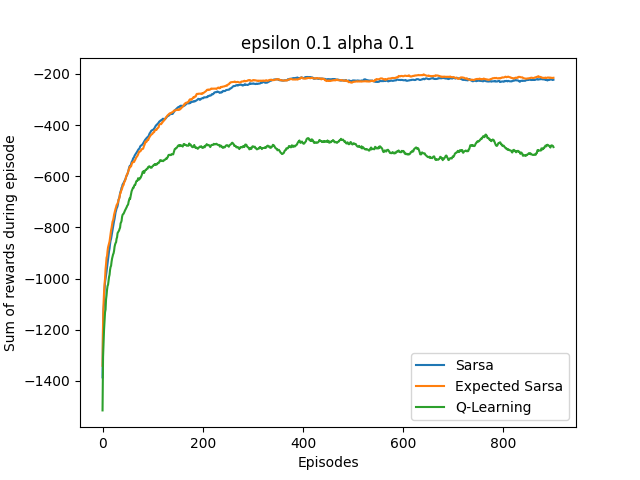 epsilon 0.1 alpha 0.1
Sum of rewards during episode
−200
−400
−600
−800
−1000
−1200
−1400
0 200 400 600 800
Episodes
Sarsa
Expected Sarsa
Q-Learning